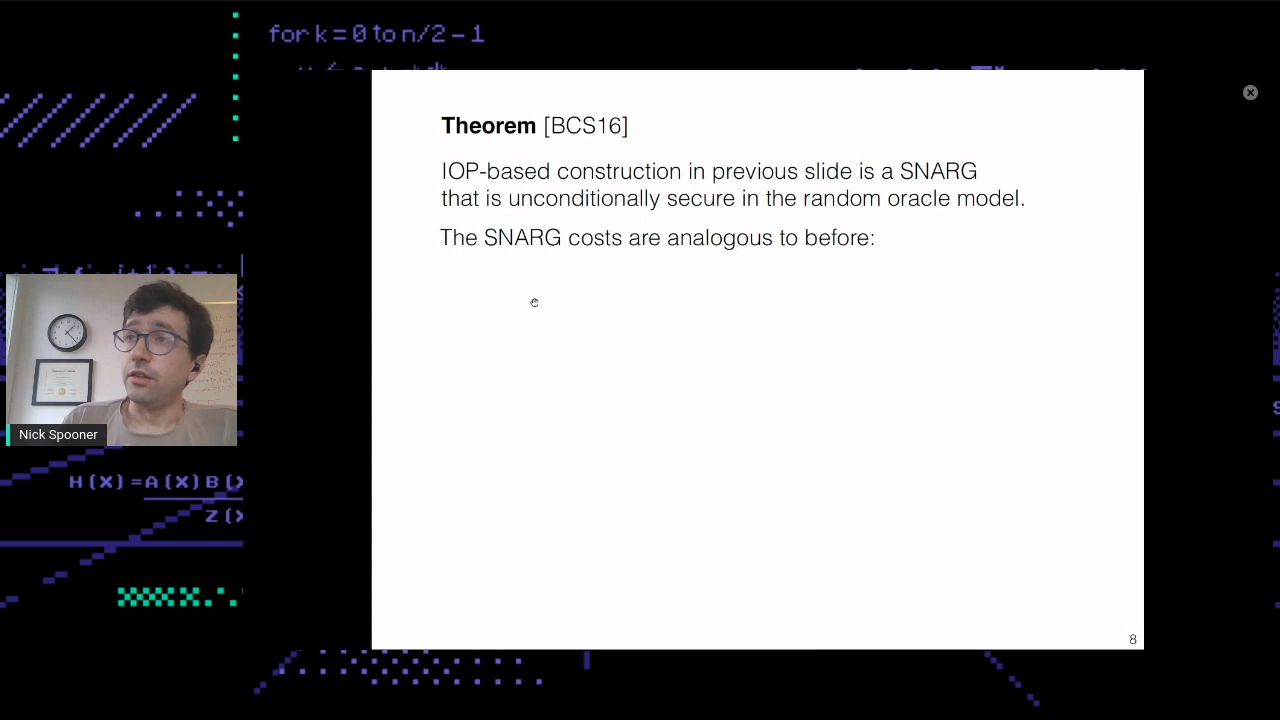 for k = 0 to n/2 - 1
Theorem [BCS16]
IOP-based construction in previous slide is a SNARG
that is unconditionally secure in the random oracle model.
The SNARG costs are analogous to before:
Nick Spooner
H(X) =A(X)B(X
Z(X
8